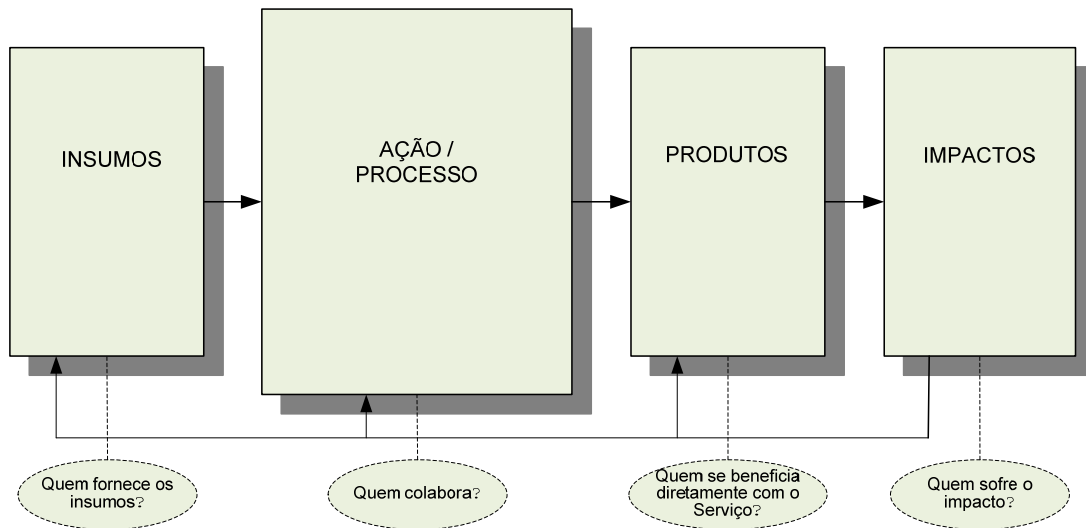 INSUMOS
AÇÃO /
PROCESSO
PRODUTOS
IMPACTOS
Quem fornece os
insumos?
Quem colabora?
Quem se beneficia
diretamente com o
Serviço?
Quem sofre o
impacto?